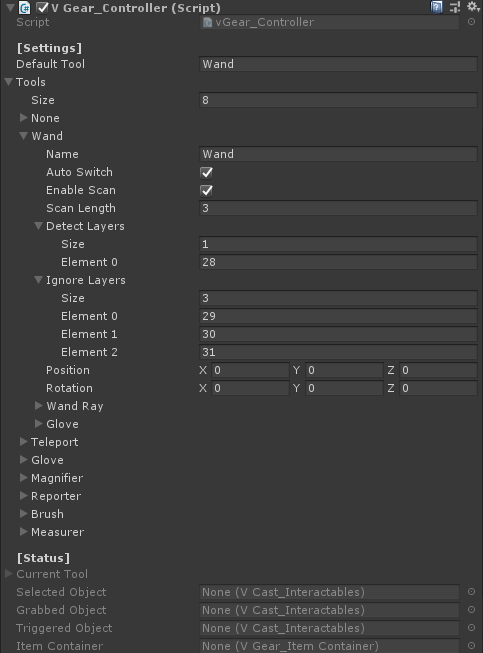 V Gear_Controller (Script)
Script vGear_Controller
[Settings]
Default Tool Wand
Tools
Size 8
None
Wand
Name Wand
Auto Switch
Enable Scan
Scan Length 3
Detect Layers
Size 1
Element 0 28
Ignore Layers
Size 3
Element 0 29
Element 1 30
Element 2 31
Position X 0 Y 0 Z 0
Rotation X 0 Y 0 Z 0
Wand Ray
Glove
Teleport
Glove
Magnifier
Reporter
Brush
Measurer
[Status]
Current Tool
Selected Object None (V Cast_Interactables)
Grabbed Object None (V Cast_Interactables)
Triggered Object None (V Cast_Interactables)
Item Container None (V Gear_Item Container)